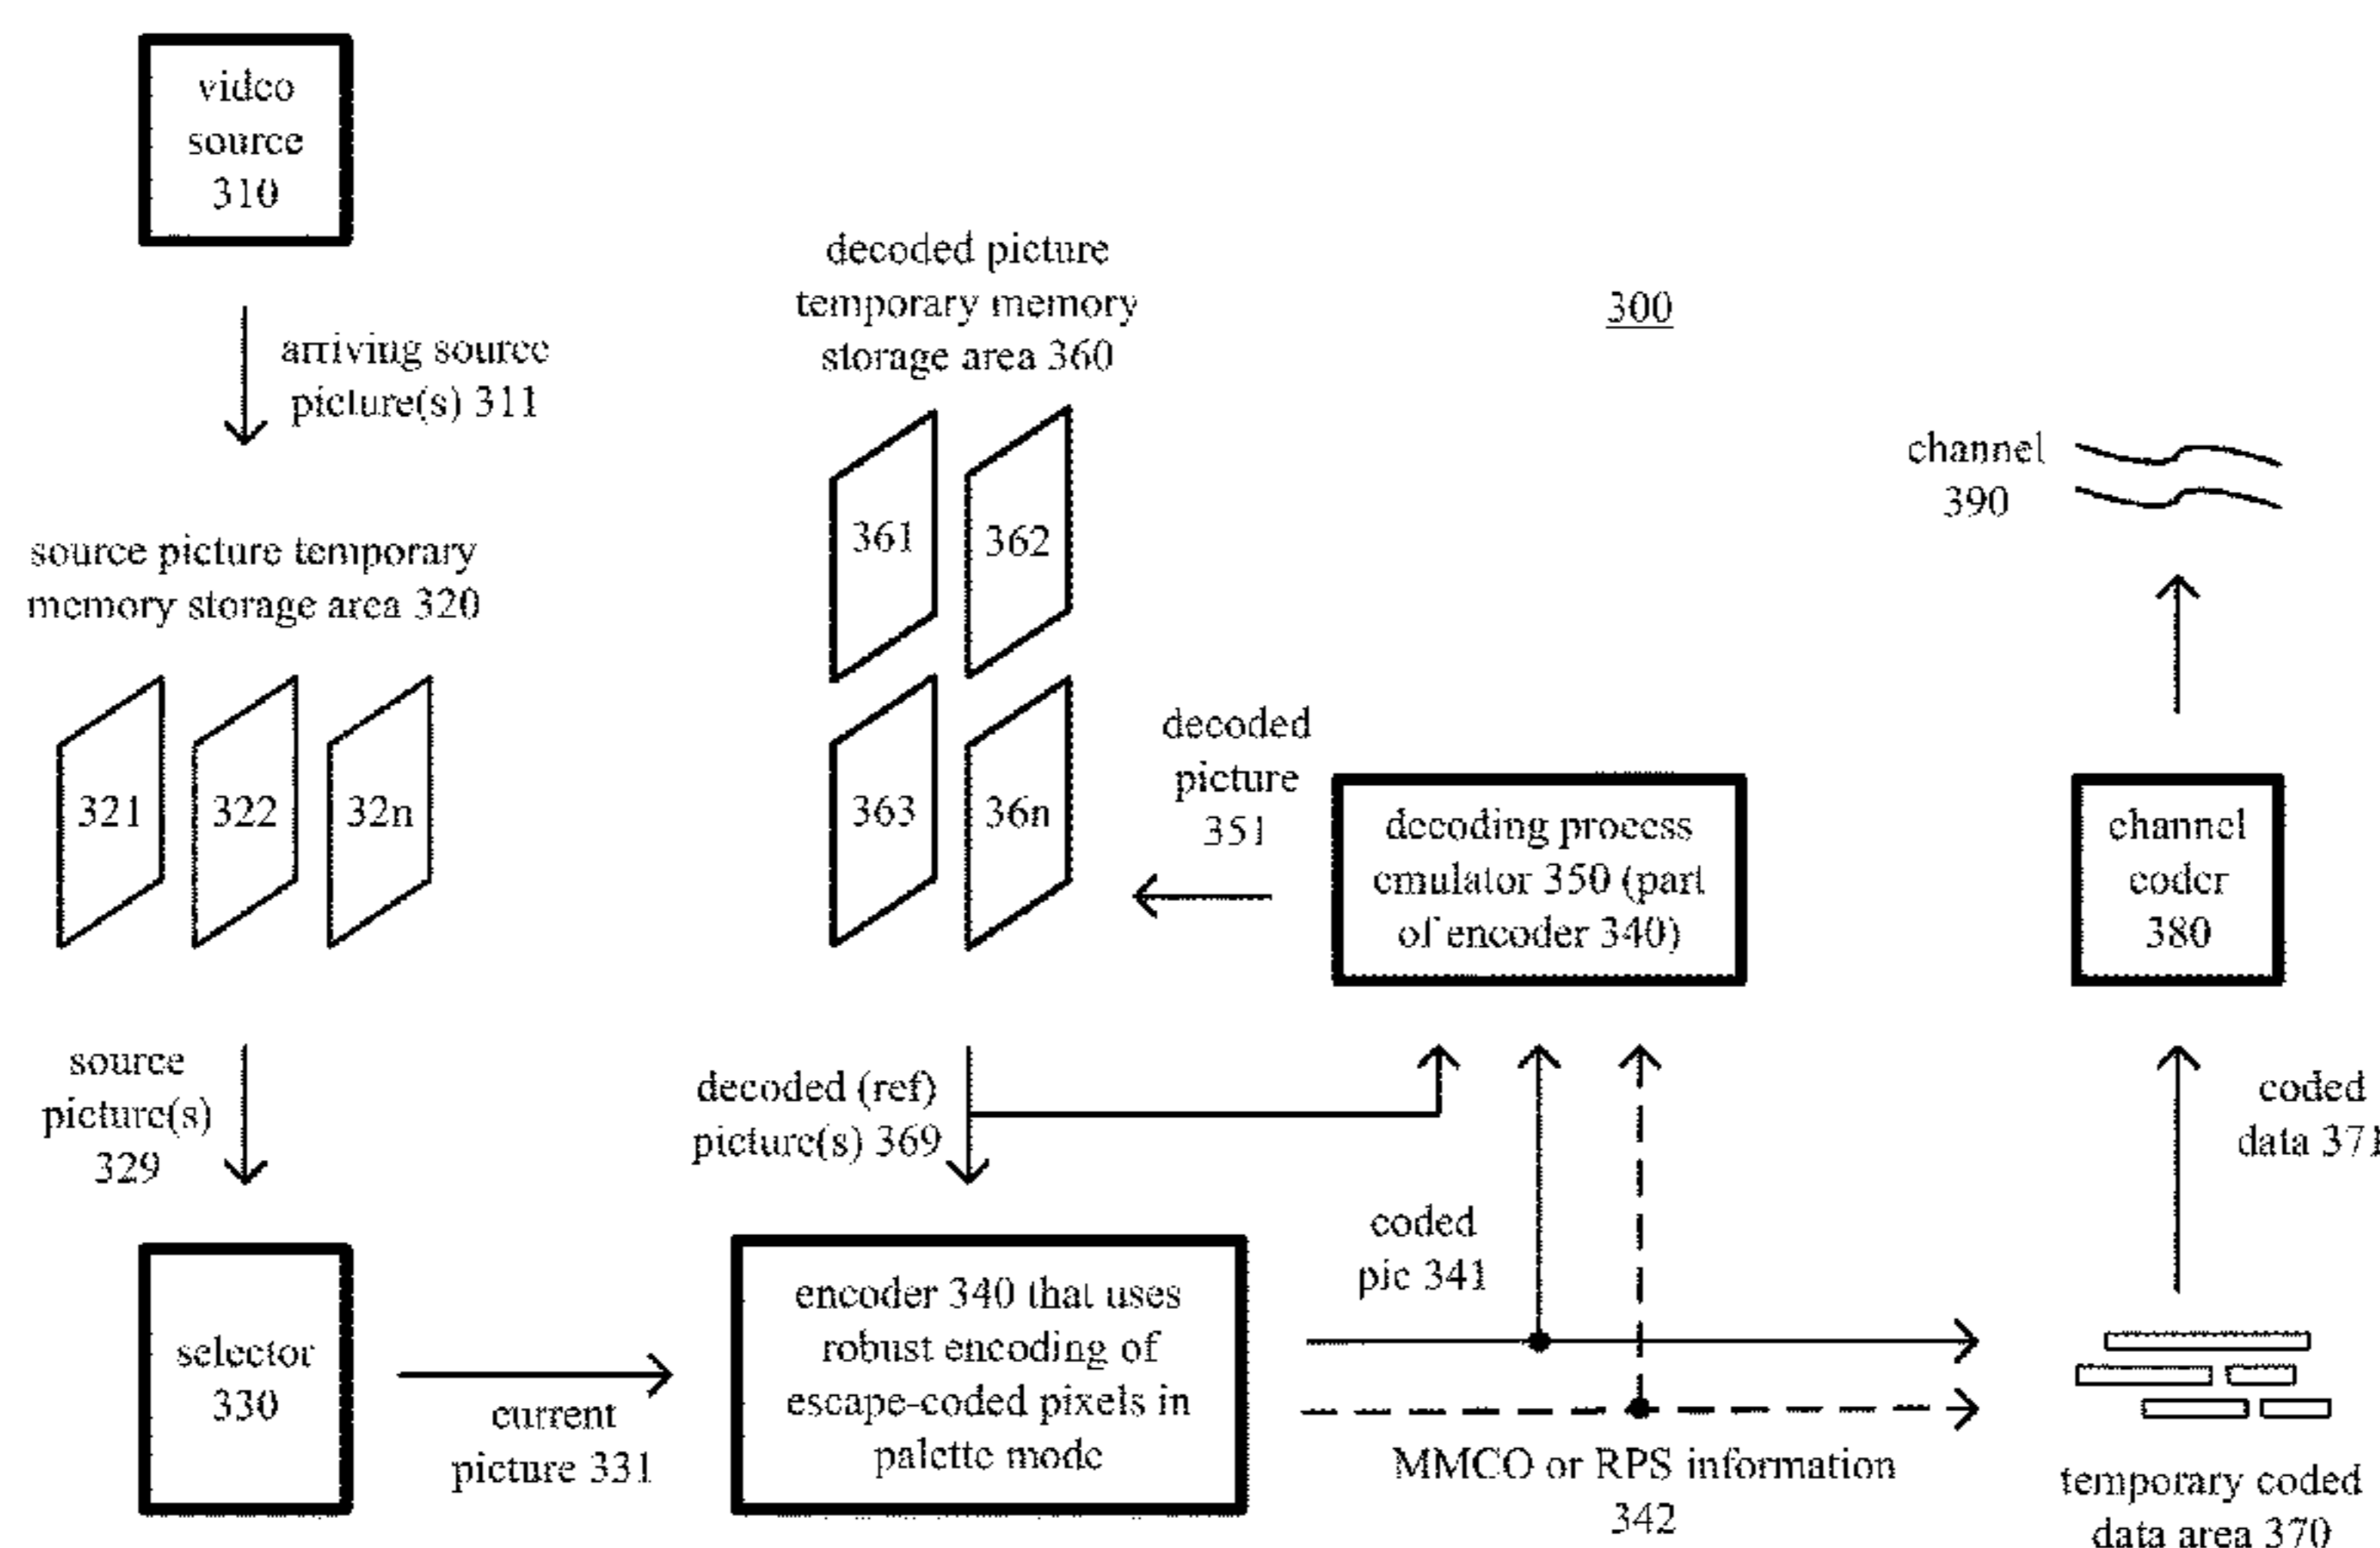 video
source
310
arriving source
picture(s) 311
source picture temporary
memory storage area 320
321
322
32n
source
picture(s)
329
selector
330
current
picture 331
decoded picture
temporary memory
storage area 360
361
362
363
36n
decoded
picture
351
decoded (ref)
picture(s) 369
encoder 340 that uses
robust encoding of
escape-coded pixels in
palette mode
300
decoding process
emulator 350 (part
of encoder 340)
coded
pic 341
MMCO or RPS information
342
channel
390
channel
coder
380
coded
data 371
temporary coded
data area 370